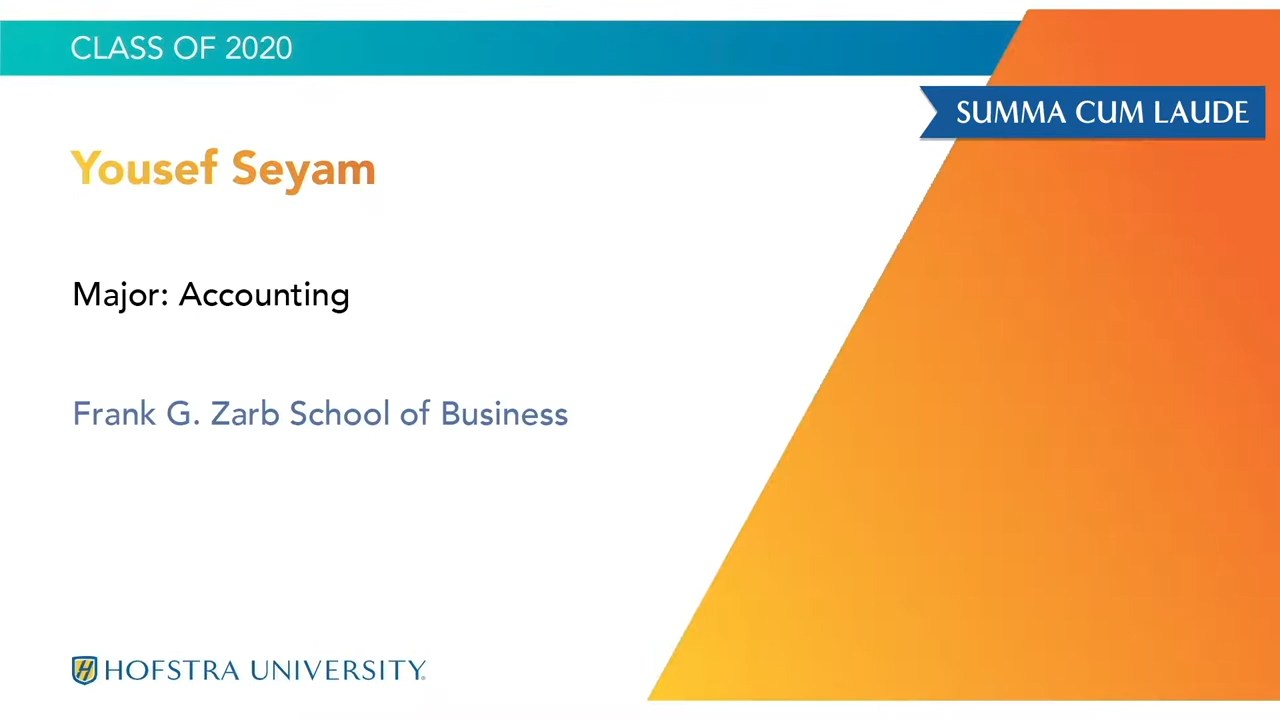 CLASS OF 2020
SUMMA CUM LAUDE
Yousef Seyam
Major: Accounting
Frank G. Zarb School of Business
HOFSTRA UNIVERSITY